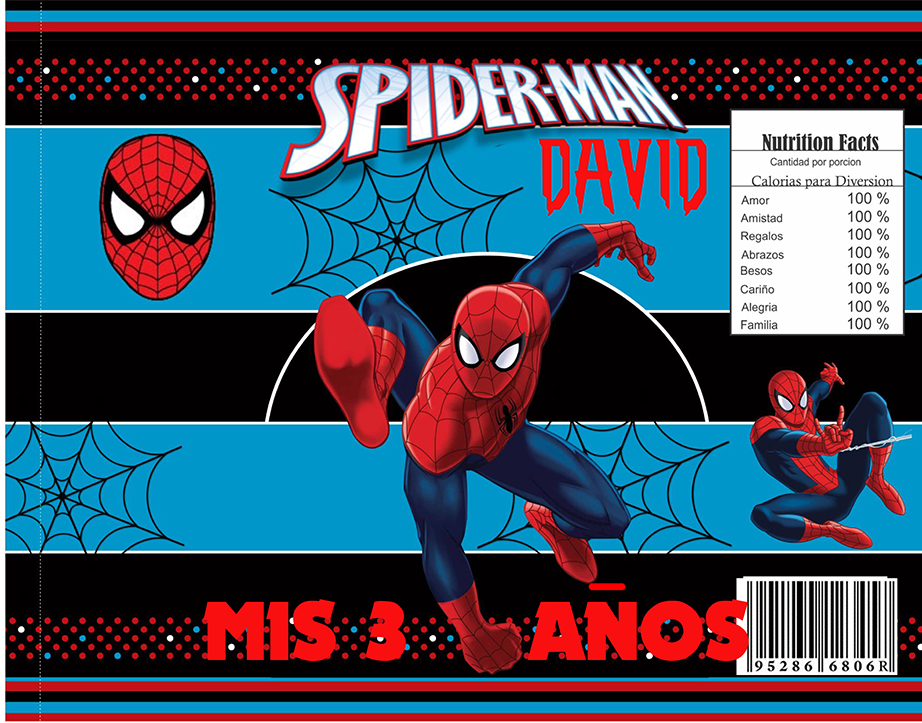 SPIDER-MAN
DAVID
Nutrition Facts
Cantidad por porcion
Calorias para Diversion
Amor 100 %
Amistad 100 %
Regalos 100 %
Abrazos 100 %
Besos 100 %
Cariño 100 %
Alegria 100 %
Familia 100 %
MIS 3 AÑOS
95286 6806R